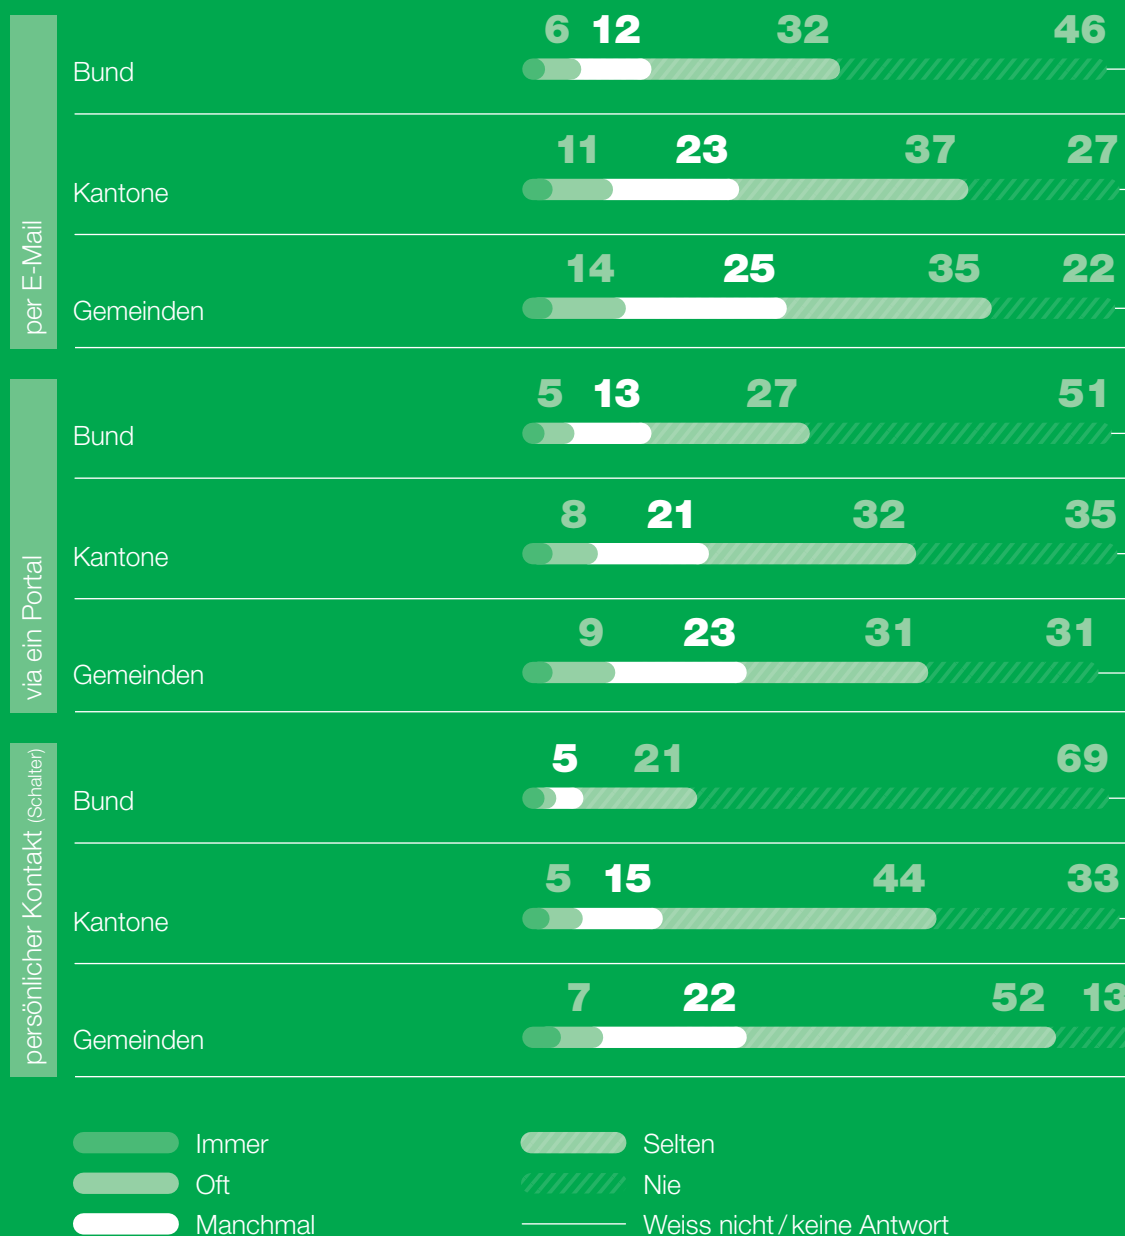 per E-Mail
6 12 32 46
Bund
11 23 37 27
Kantone
14 25 35 22
Gemeinden
via ein Portal
5 13 27 51
Bund
8 21 32 35
Kantone
9 23 31 31
Gemeinden
persönlicher Kontakt (Schalter)
5 21 69
Bund
5 15 44 33
Kantone
7 22 52 13
Gemeinden
Immer
Oft
Manchmal
Selten
Nie
Weiss nicht / keine Antwort